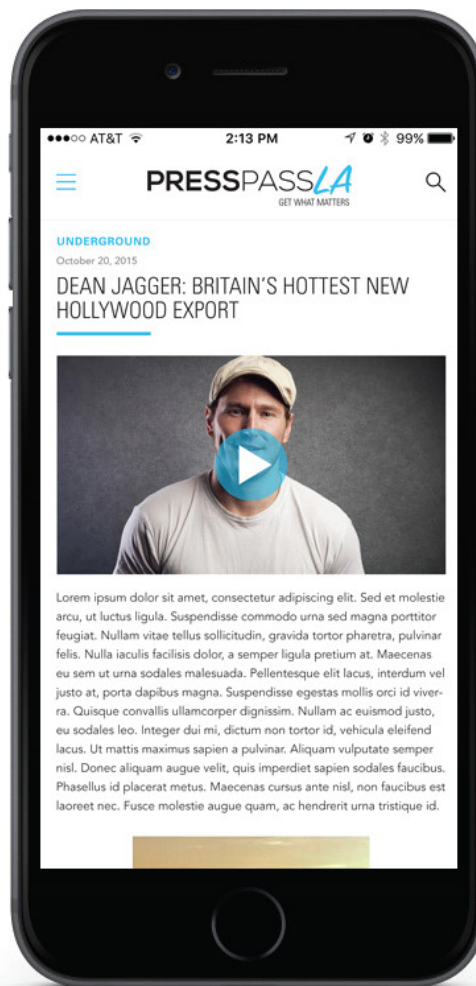 AT&T 2:13 PM 99%
PRESSPASSLA
GET WHAT MATTERS
UNDERGROUND
October 20, 2015
DEAN JAGGER: BRITAIN'S HOTTEST NEW
HOLLYWOOD EXPORT
Lorem ipsum dolor sit amet, consectetur adipiscing elit. Sed et molestie
arcu, ut luctus ligula. Suspendisse commodo urna sed magna porttitor
feugiat. Nullam vitae tellus sollicitudin, gravida tortor pharetra, pulvinar
felis. Nulla iaculis facilisis dolor, a semper ligula pretium at. Maecenas
eu sem ut urna sodales malesuada. Pellentesque elit lacus, interdum vel
justo at, porta dapibus magna. Suspendisse egestas mollis orci id viver-
ra. Quisque convallis ullamcorper dignissim. Nullam ac euismod justo,
eu sodales leo. Integer dui mi, dictum non tortor id, vehicula eleifend
lacus. Ut mattis maximus sapien a pulvinar. Aliquam vulputate semper
nisl. Donec aliquam augue velit, quis imperdiet sapien sodales faucibus.
Phasellus id placerat metus. Maecenas cursus ante nisl, non faucibus est
laoreet nec. Fusce molestie augue quam, ac hendrerit urna tristique id.